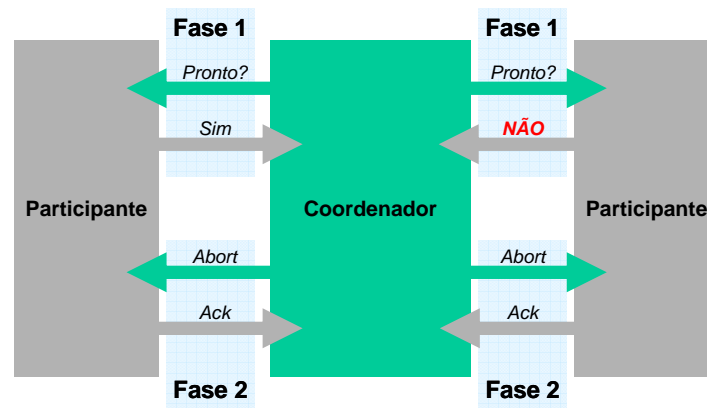 Fase 1
Fase 1
Pronto?
Pronto?
Sim
NÃO
Participante
Coordenador
Participante
Abort
Abort
Ack
Ack
Fase 2
Fase 2